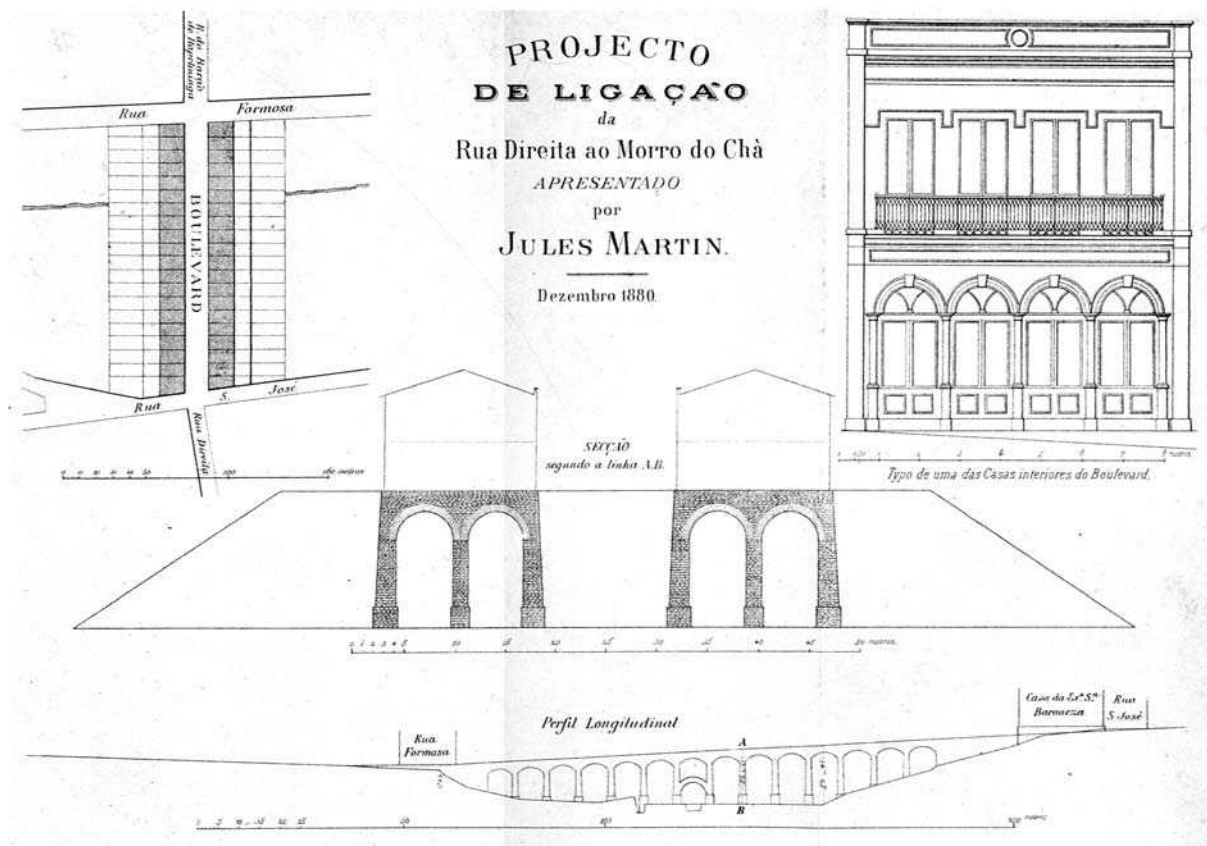 PROJECTO
DE LIGAÇÃO
da
Rua Direita ao Morro do Chà
APRESENTADO
por
JULES MARTIN.
Dezembro 1880.
R. do Barão
de Itapetininga
Rua Formosa
BOULEVARD
Rua S. José
Rua Direita
SECÇÃO
segundo a linha A.B.
Typo de uma das Casas interiores do Boulevard.
Perfil Longitudinal
Rua
Formosa
A
B
Casa da Exª. Sª.
Baroneza
Rua
S. José